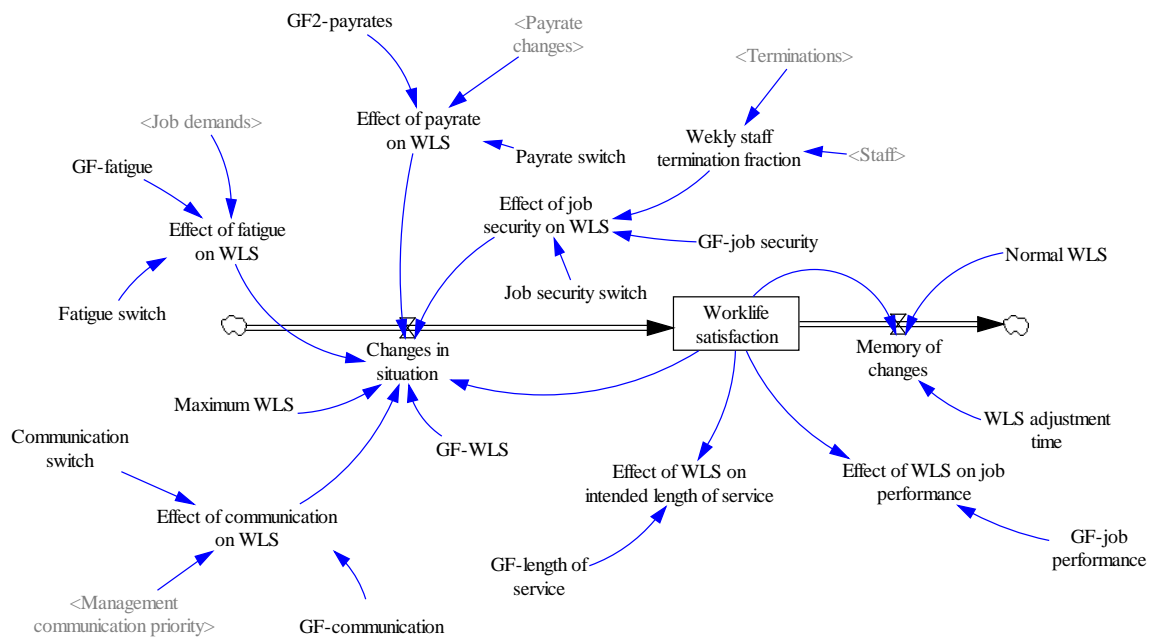 GF2-payrates
<Payrate
changes>
<Terminations>
<Job demands>
Effect of payrate
on WLS
Wekly staff
termination fraction
GF-fatigue
Payrate switch
<Staff>
Effect of job
security on WLS
Effect of fatigue
on WLS
GF-job security
Normal WLS
Job security switch
Fatigue switch
Worklife
satisfaction
Changes in
situation
Memory of
changes
Maximum WLS
WLS adjustment
time
Communication
switch
GF-WLS
Effect of WLS on
intended length of service
Effect of WLS on job
performance
Effect of communication
on WLS
GF-job
performance
GF-length of
service
<Management
communication priority>
GF-communication